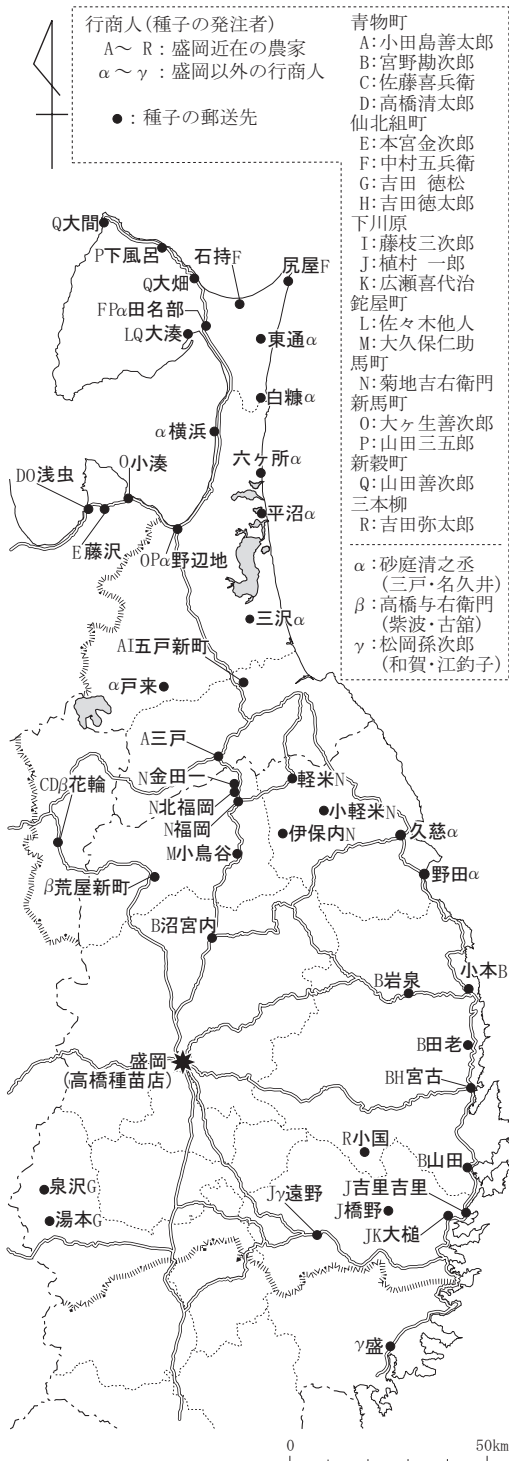 行商人(種子の発注者)
A～ R : 盛岡近在の農家
α～γ : 盛岡以外の行商人
● : 種子の郵送先
青物町
A:小田島善太郎
B:宮野勘次郎
C:佐藤喜兵衛
D:高橋清太郎
仙北組町
E:本宮金次郎
F:中村五兵衛
G:吉田 徳松
H:吉田徳太郎
下川原
I:藤枝三次郎
J:植村 一郎
K:広瀬喜代治
鉈屋町
L:佐々木他人
M:大久保仁助
馬町
N:菊地吉右衛門
新馬町
O:大ヶ生善次郎
P:山田三五郎
新穀町
Q:山田善次郎
三本柳
R:吉田弥太郎
α:砂庭清之丞
(三戸・名久井)
β:高橋与右衛門
(紫波・古舘)
γ:松岡孫次郎
(和賀・江釣子)
Q大間
P下風呂
石持F
尻屋F
Q大畑
FPα田名部
LQ大湊
東通α
白糠α
α横浜
六ヶ所α
O小湊
DO浅虫
平沼α
E藤沢
OPα野辺地
三沢α
AI五戸新町
α戸来
A三戸
N金田一
軽米N
CDβ花輪
N北福岡
小軽米N
N福岡
伊保内N
久慈α
M小鳥谷
β荒屋新町
野田α
B沼宮内
B岩泉
小本B
B田老
盛岡
(高橋種苗店)
BH宮古
R小国
B山田
泉沢G
J吉里吉里
湯本G
Jγ遠野
J橋野
JK大槌
γ盛
0
50km